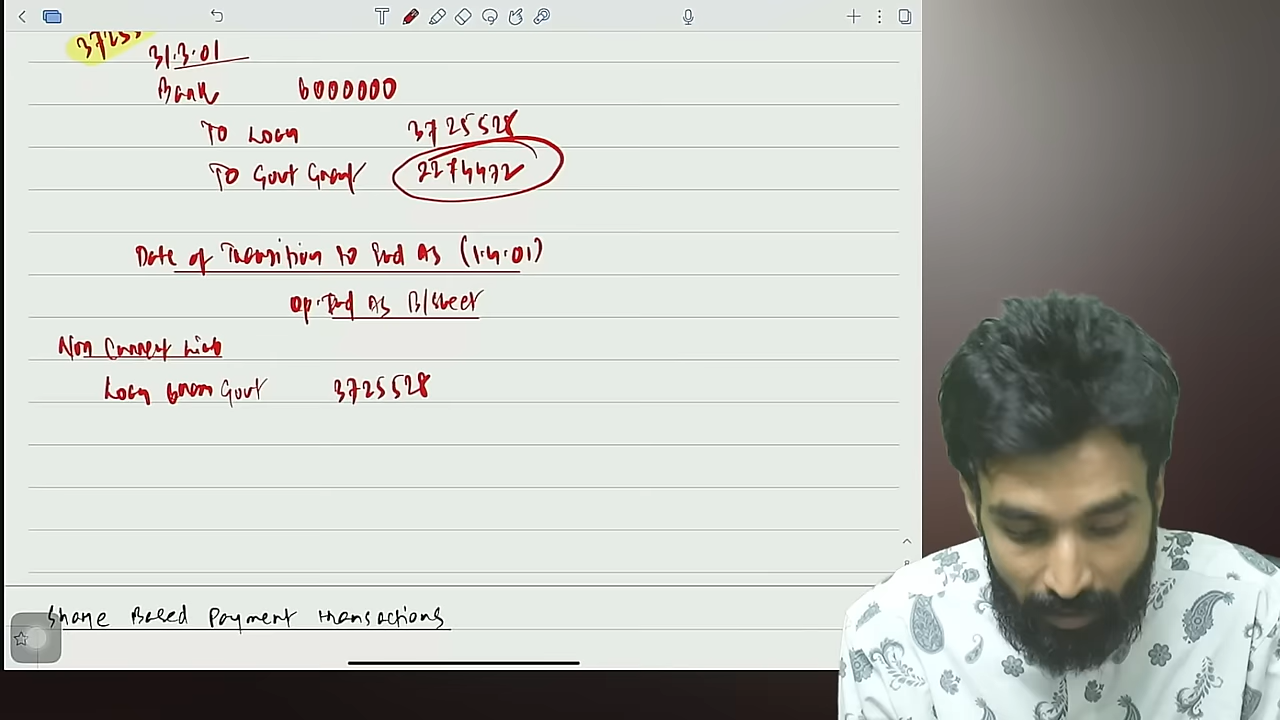 31.3.01
Bank 6000000
To Loan 3725528
To Govt Grant 2274472
Date of Transition to Ind As (1.4.01)
op. Ind As B/sheet
Non Current Liab
Loan from Govt 3725528
Share Based Payment transactions